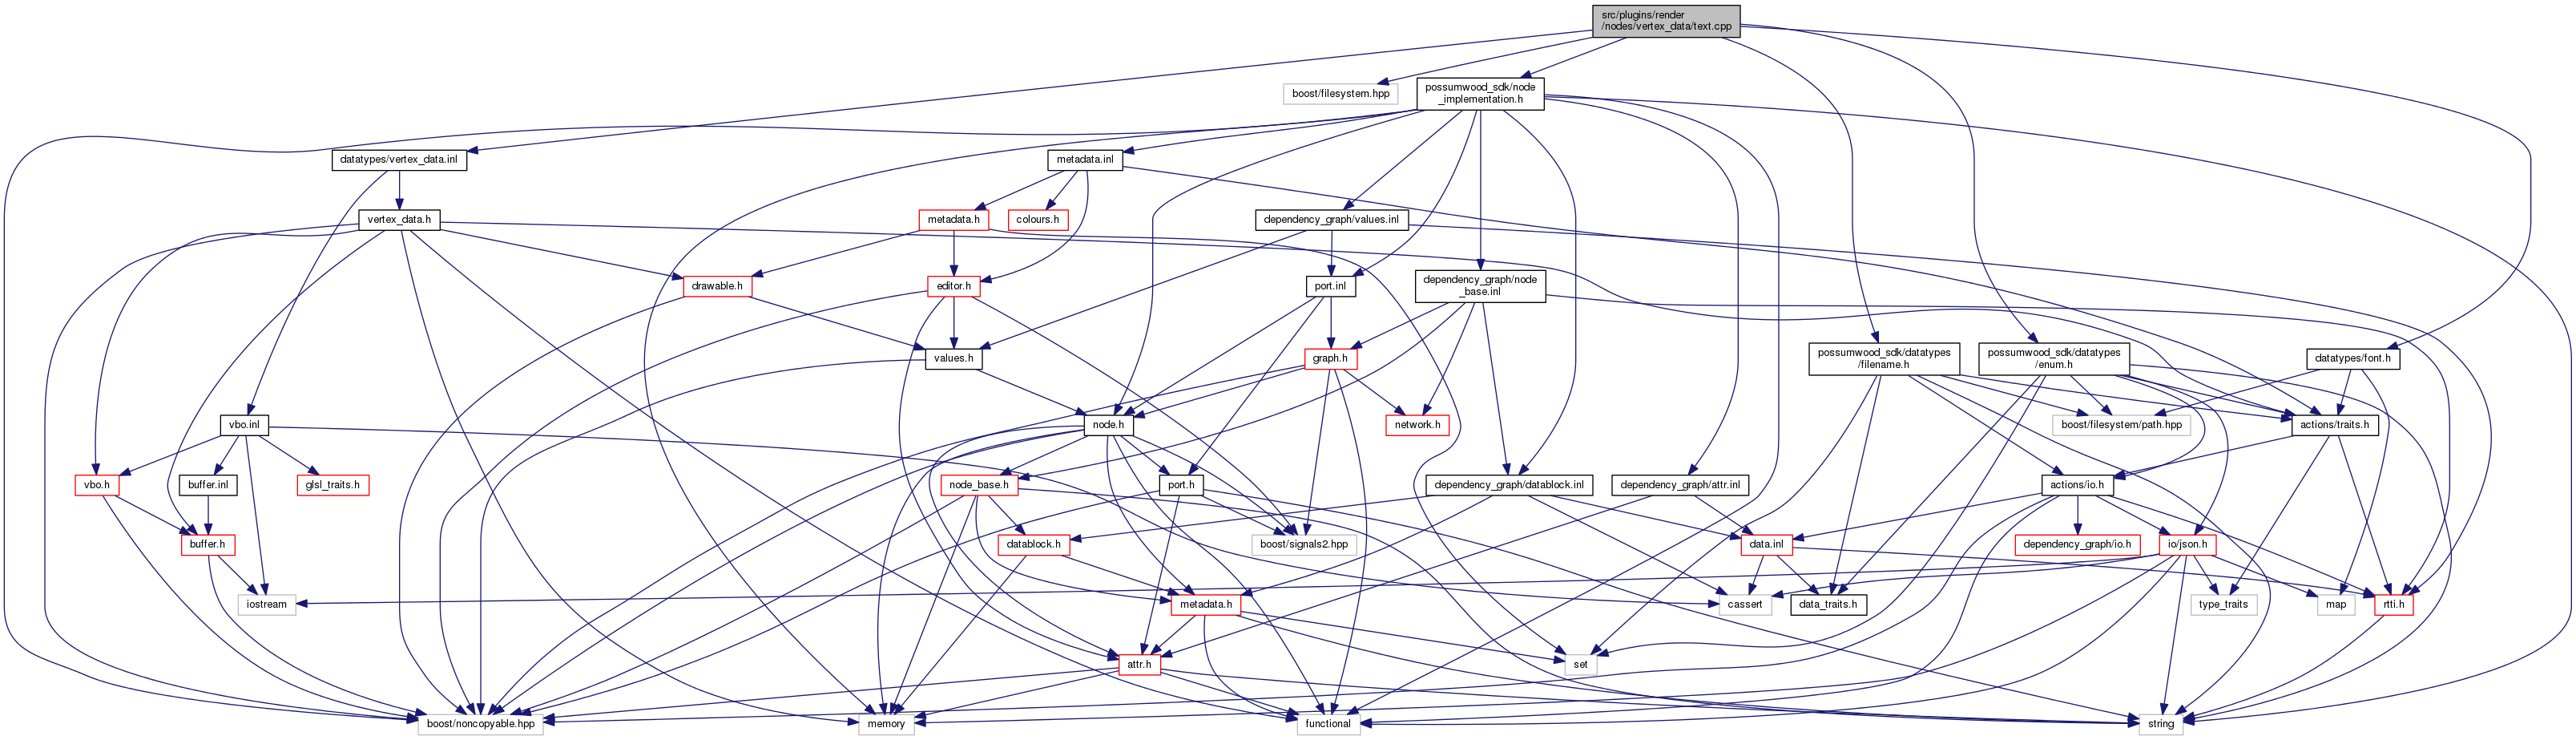 src/plugins/render
/nodes/vertex_data/text.cpp
boost/filesystem.hpp
possumwood_sdk/node
_implementation.h
datatypes/vertex_data.inl
metadata.inl
vertex_data.h
metadata.h
colours.h
dependency_graph/values.inl
drawable.h
editor.h
port.inl
dependency_graph/node
_base.inl
values.h
graph.h
possumwood_sdk/datatypes
/filename.h
possumwood_sdk/datatypes
/enum.h
datatypes/font.h
vbo.inl
node.h
network.h
boost/filesystem/path.hpp
actions/traits.h
vbo.h
buffer.inl
glsl_traits.h
node_base.h
port.h
dependency_graph/datablock.inl
dependency_graph/attr.inl
actions/io.h
buffer.h
datablock.h
boost/signals2.hpp
data.inl
dependency_graph/io.h
io/json.h
iostream
metadata.h
cassert
data_traits.h
type_traits
map
rtti.h
attr.h
set
boost/noncopyable.hpp
memory
functional
string